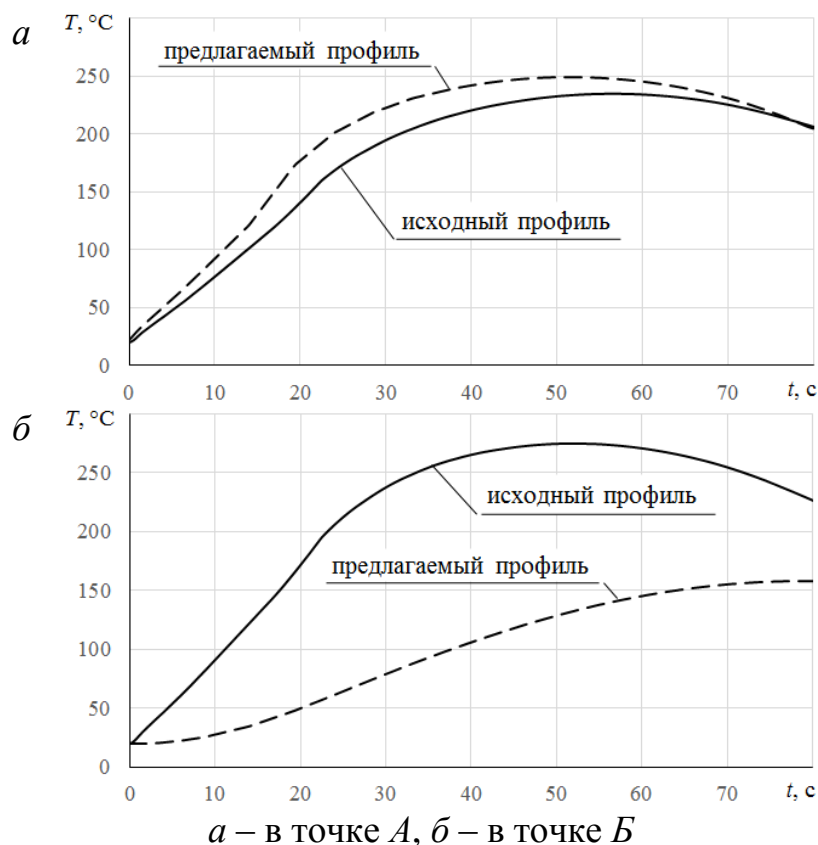 а
T, °C
предлагаемый профиль
250
200
исходный профиль
150
100
50
0
0 10 20 30 40 50 60 70 t, с
б
T, °C
250
исходный профиль
200
предлагаемый профиль
150
100
50
0
0 10 20 30 40 50 60 70 t, с
а – в точке А, б – в точке Б